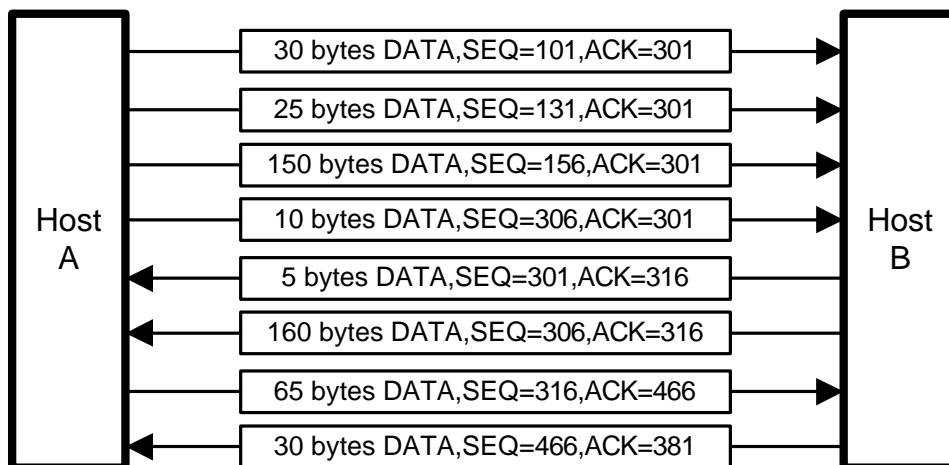 30 bytes DATA,SEQ=101,ACK=301
25 bytes DATA,SEQ=131,ACK=301
150 bytes DATA,SEQ=156,ACK=301
10 bytes DATA,SEQ=306,ACK=301
Host
A
Host
B
5 bytes DATA,SEQ=301,ACK=316
160 bytes DATA,SEQ=306,ACK=316
65 bytes DATA,SEQ=316,ACK=466
30 bytes DATA,SEQ=466,ACK=381